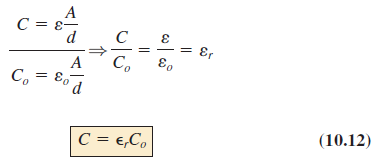 C = ε A/d
C/Cₒ = ε/εₒ = εᵣ
Cₒ = εₒ A/d
C = ϵᵣCₒ (10.12)